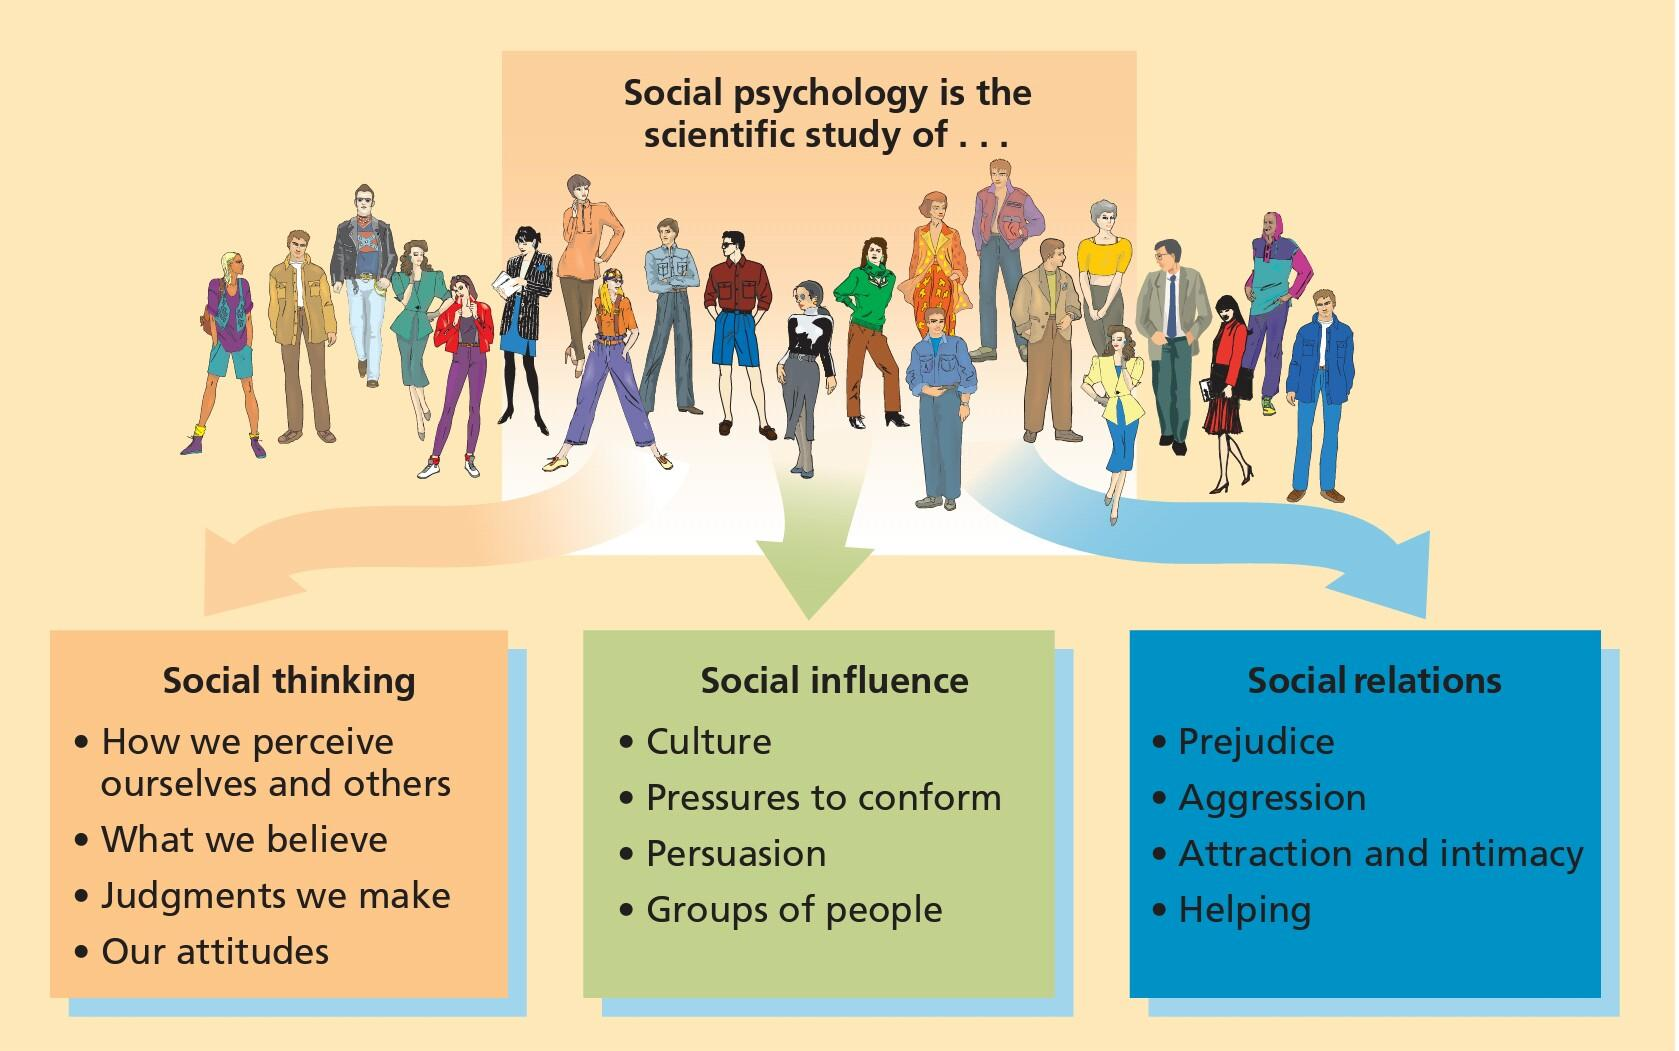 Social psychology is the
scientific study of . . .
Social thinking
• How we perceive
ourselves and others
• What we believe
• Judgments we make
• Our attitudes
Social influence
• Culture
• Pressures to conform
• Persuasion
• Groups of people
Social relations
• Prejudice
• Aggression
• Attraction and intimacy
• Helping